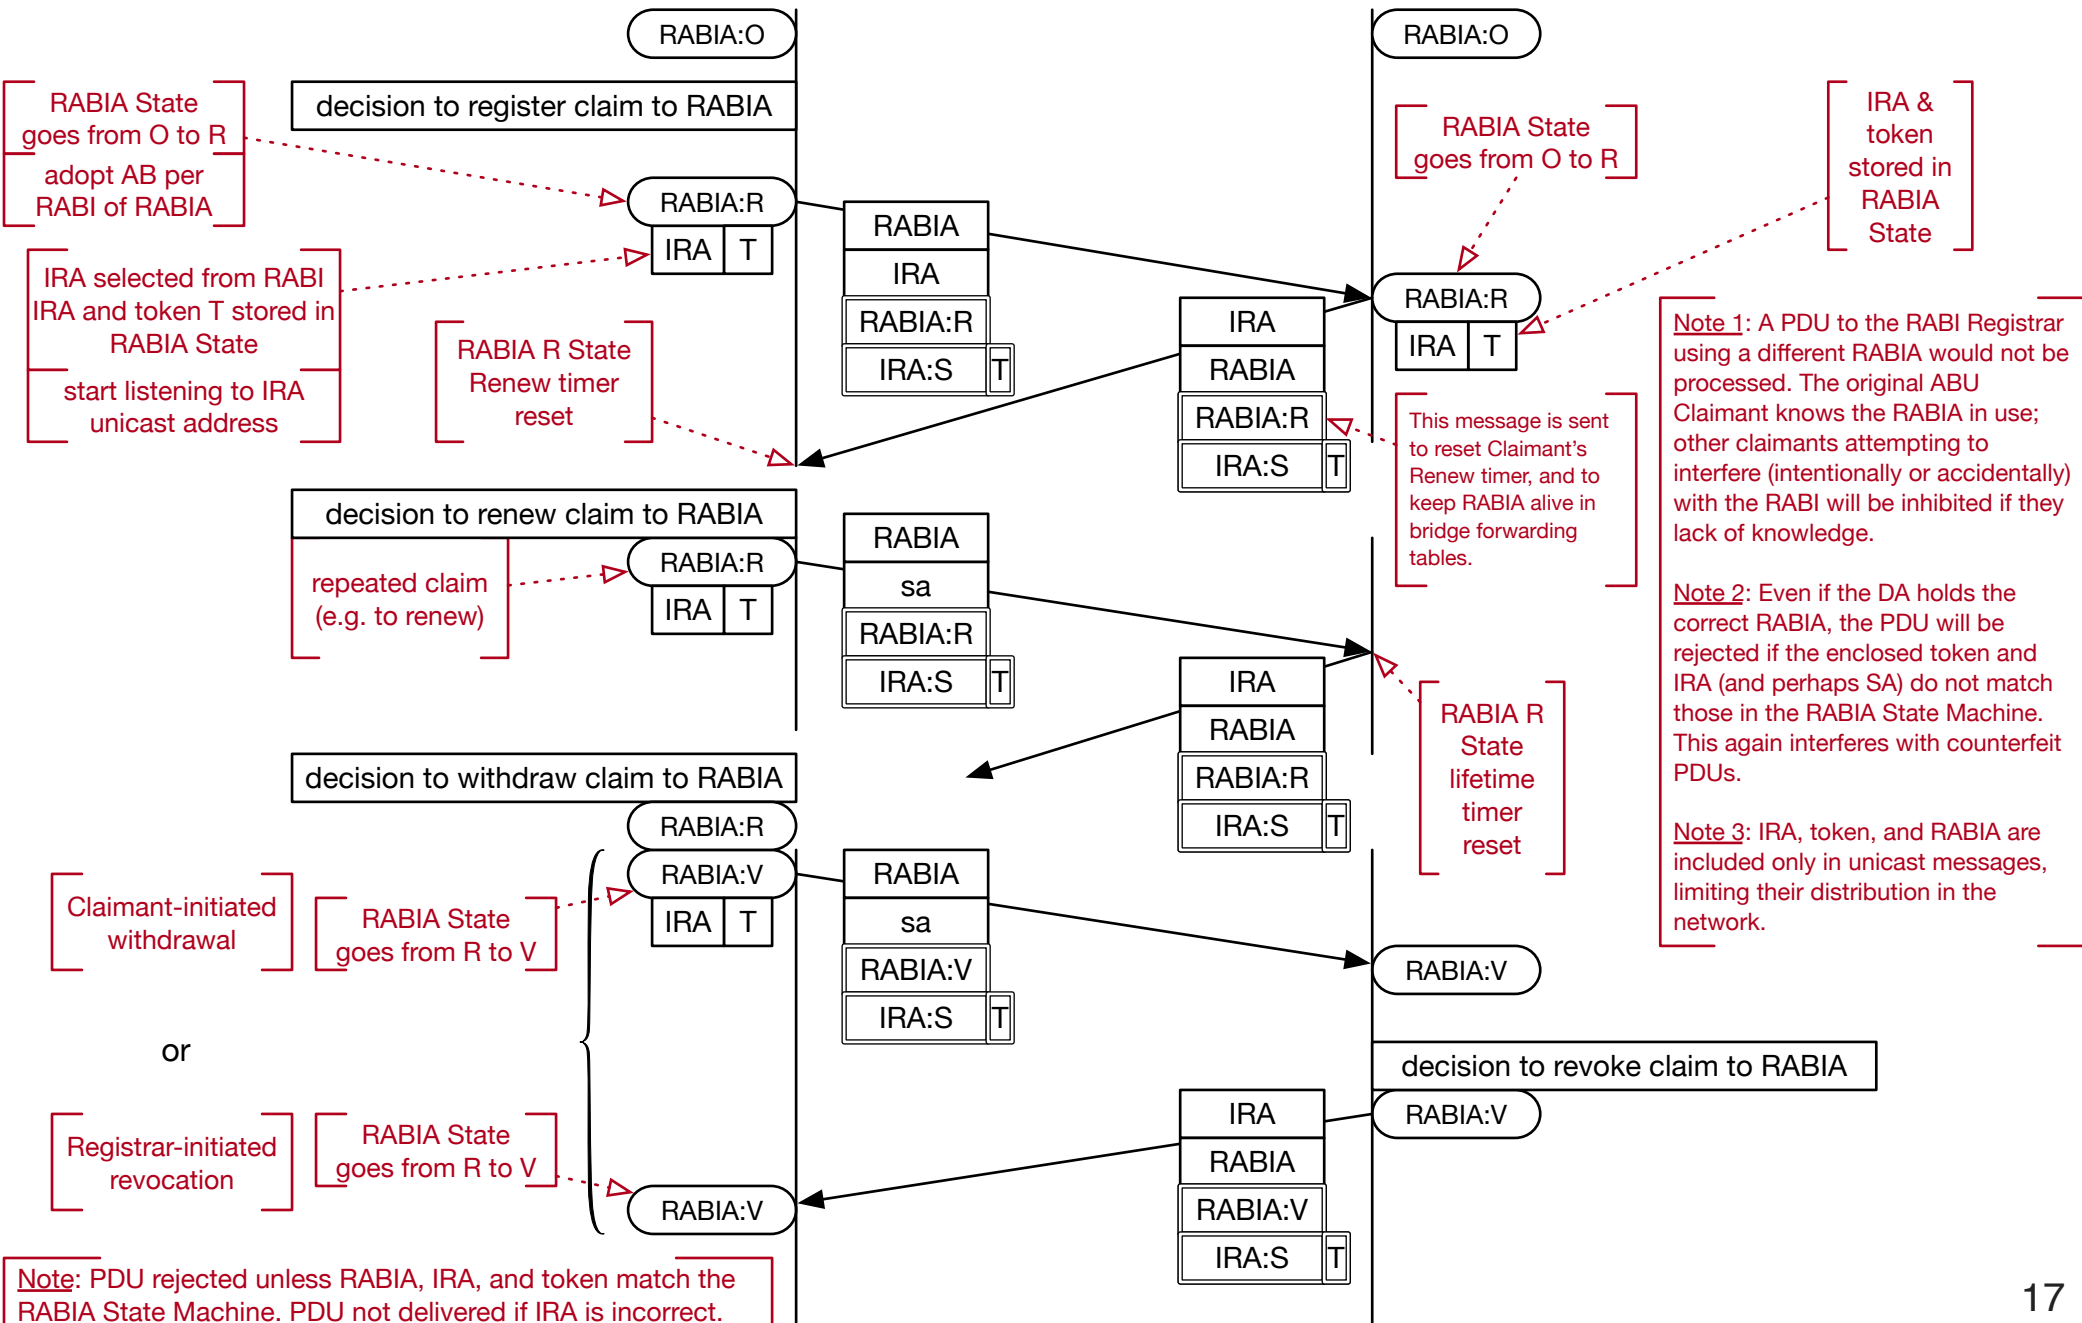 RABIA:O
RABIA:O
decision to register claim to RABIA
RABIA State
goes from O to R
adopt AB per
RABI of RABIA
RABIA State
goes from O to R
IRA &
token
stored in
RABIA
State
RABIA:R
IRA T
RABIA
IRA
RABIA:R
IRA:S T
IRA selected from RABI
IRA and token T stored in
RABIA State
start listening to IRA
unicast address
RABIA R State
Renew timer
reset
RABIA:R
IRA T
IRA
RABIA
RABIA:R
IRA:S T
This message is sent
to reset Claimant's
Renew timer, and to
keep RABIA alive in
bridge forwarding
tables.
Note 1: A PDU to the RABI Registrar
using a different RABIA would not be
processed. The original ABU
Claimant knows the RABIA in use;
other claimants attempting to
interfere (intentionally or accidentally)
with the RABI will be inhibited if they
lack of knowledge.
Note 2: Even if the DA holds the
correct RABIA, the PDU will be
rejected if the enclosed token and
IRA (and perhaps SA) do not match
those in the RABIA State Machine.
This again interferes with counterfeit
PDUs.
Note 3: IRA, token, and RABIA are
included only in unicast messages,
limiting their distribution in the
network.
decision to renew claim to RABIA
repeated claim
(e.g. to renew)
RABIA:R
IRA T
RABIA
sa
RABIA:R
IRA:S T
IRA
RABIA
RABIA:R
IRA:S T
RABIA R
State
lifetime
timer
reset
decision to withdraw claim to RABIA
RABIA:R
RABIA:V
IRA T
Claimant-initiated
withdrawal
RABIA State
goes from R to V
RABIA
sa
RABIA:V
IRA:S T
RABIA:V
or
decision to revoke claim to RABIA
RABIA:V
Registrar-initiated
revocation
RABIA State
goes from R to V
RABIA:V
IRA
RABIA
RABIA:V
IRA:S T
Note: PDU rejected unless RABIA, IRA, and token match the
RABIA State Machine. PDU not delivered if IRA is incorrect.
17